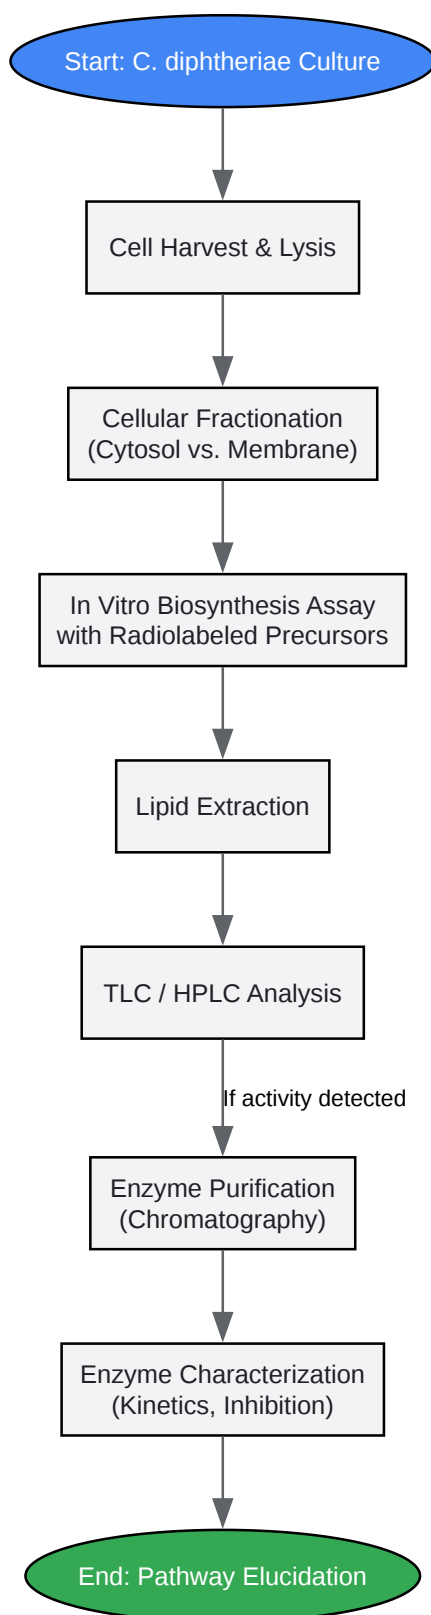 Start: C. diphtheriae Culture
Cell Harvest & Lysis
Cellular Fractionation
(Cytosol vs. Membrane)
In Vitro Biosynthesis Assay
with Radiolabeled Precursors
Lipid Extraction
TLC / HPLC Analysis
If activity detected
Enzyme Purification
(Chromatography)
Enzyme Characterization
(Kinetics, Inhibition)
End: Pathway Elucidation